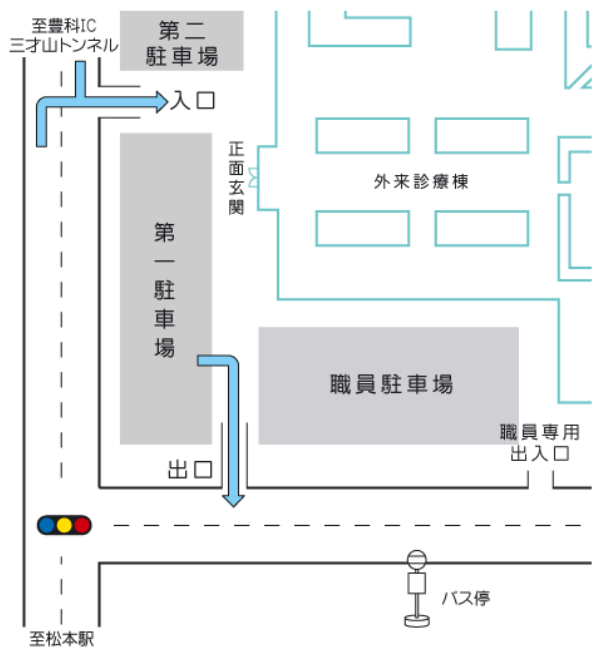 至豊科IC
三才山トンネル
第二
駐車場
入口
正面玄関
外来診療棟
第一駐車場
職員駐車場
職員専用
出入口
出口
バス停
至松本駅